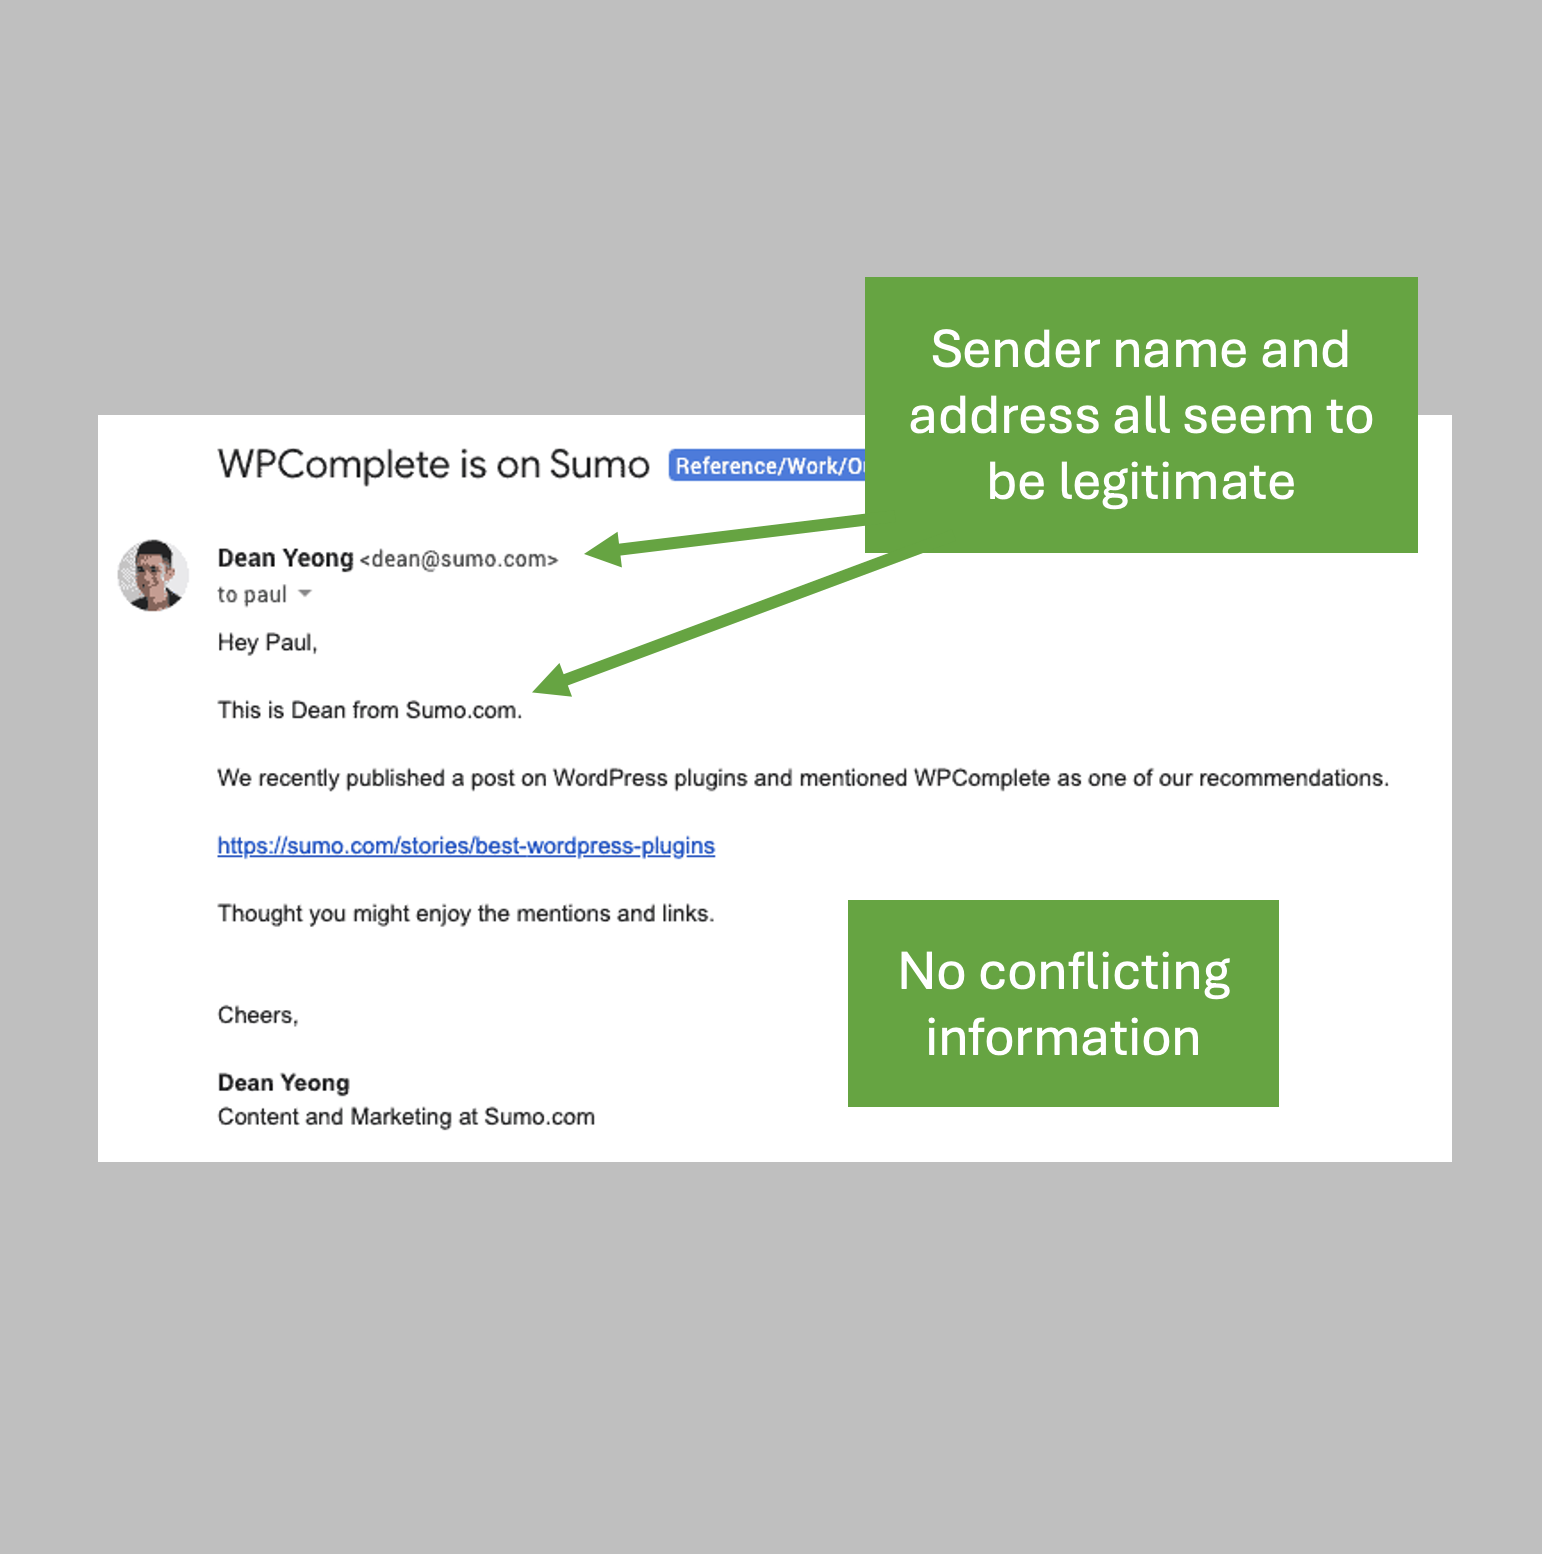 Sender name and
address all seem to
be legitimate
WPComplete is on Sumo Reference/Work/O
Dean Yeong <dean@sumo.com>
to paul
Hey Paul,
This is Dean from Sumo.com.
We recently published a post on WordPress plugins and mentioned WPComplete as one of our recommendations.
https://sumo.com/stories/best-wordpress-plugins
Thought you might enjoy the mentions and links.
No conflicting
information
Cheers,
Dean Yeong
Content and Marketing at Sumo.com